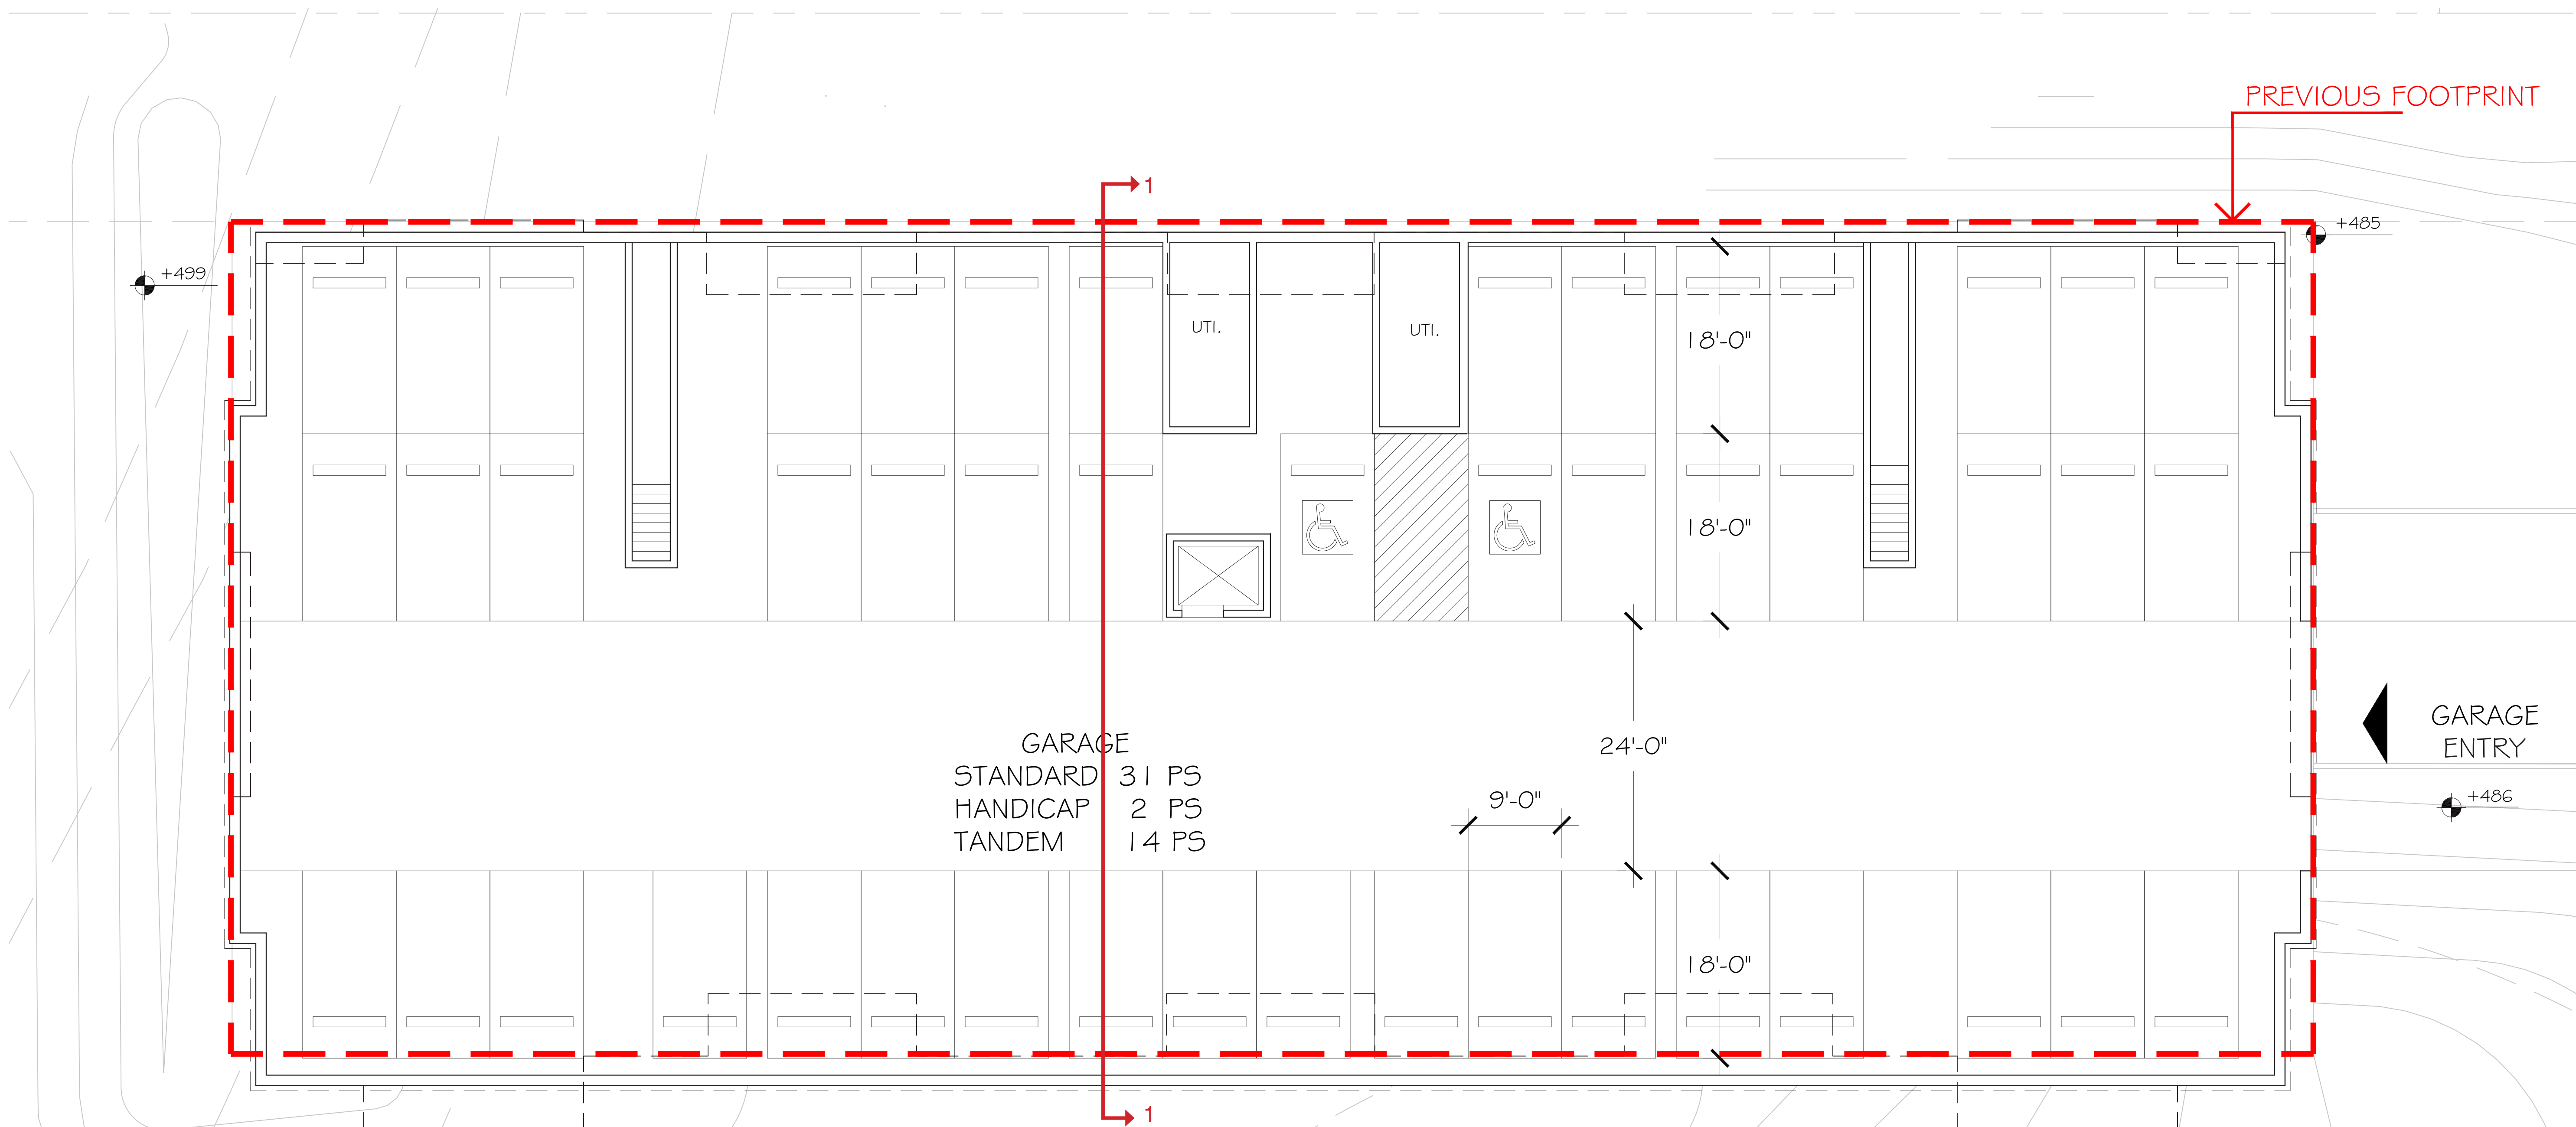 PREVIOUS FOOTPRINT
1
+485
+499
UTI.
UTI.
18'-0"
18'-0"
GARAGE
ENTRY
24'-0"
GARAGE
STANDARD 31 PS
HANDICAP 2 PS
TANDEM 14 PS
9'-0"
+486
18'-0"
1